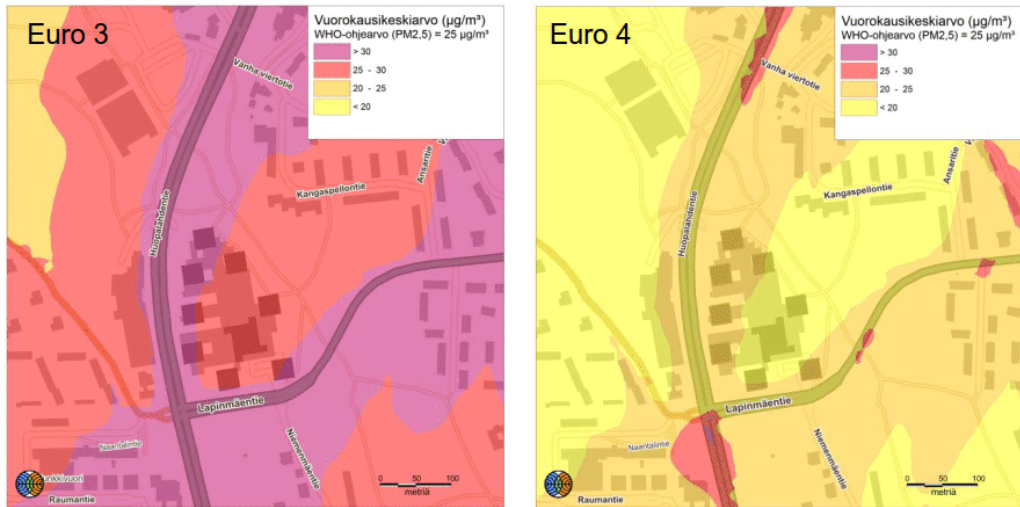 Euro 3
Vuorokausikeskiarvo (µg/m³)
WHO-ohjearvo (PM2,5) = 25 µg/m³
> 30
25 - 30
20 - 25
< 20
Vanha viertotie
Ansaritie
Kangaspellontie
Huopalahdentie
Lapinmäentie
Naantalintie
Niemenmäentie
Raumantie
0 50 100
metriä
Euro 4
Vuorokausikeskiarvo (µg/m³)
WHO-ohjearvo (PM2,5) = 25 µg/m³
> 30
25 - 30
20 - 25
< 20
Vanha viertotie
Ansaritie
Kangaspellontie
Huopalahdentie
Lapinmäentie
Naantalintie
Niemenmäentie
Raumantie
0 50 100
metriä